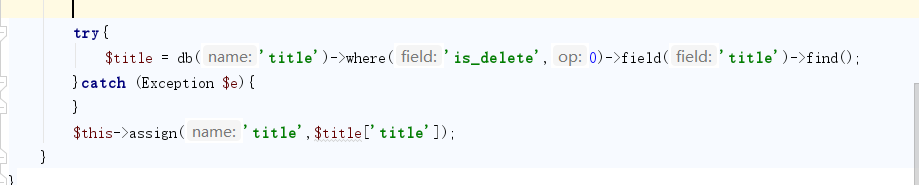 try{
$title = db( name: 'title')->where( field: 'is_delete', op: 0)->field( field: 'title')->find();
}catch (Exception $e){
}
$this->assign( name: 'title',$title['title']);
}
}